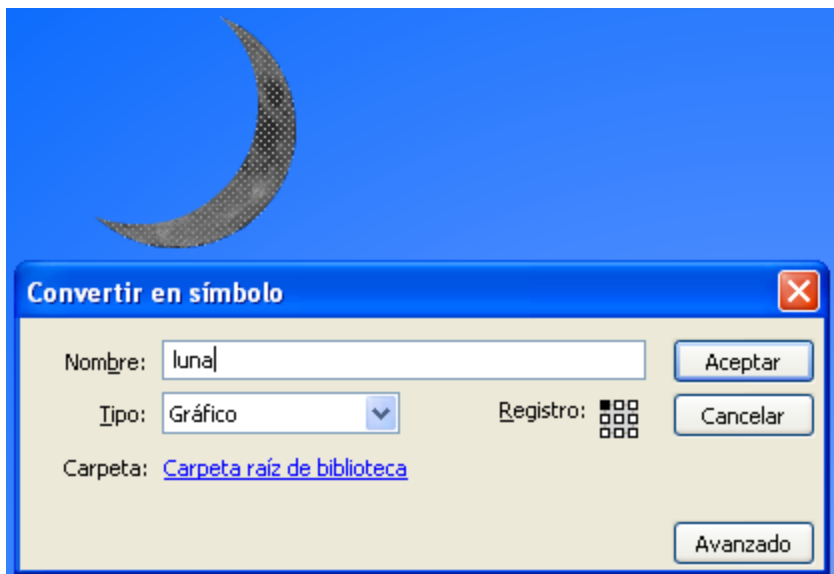 Convertir en símbolo
Nombre: luna Aceptar
Tipo: Gráfico Registro: Cancelar
Carpeta: Carpeta raíz de biblioteca
Avanzado